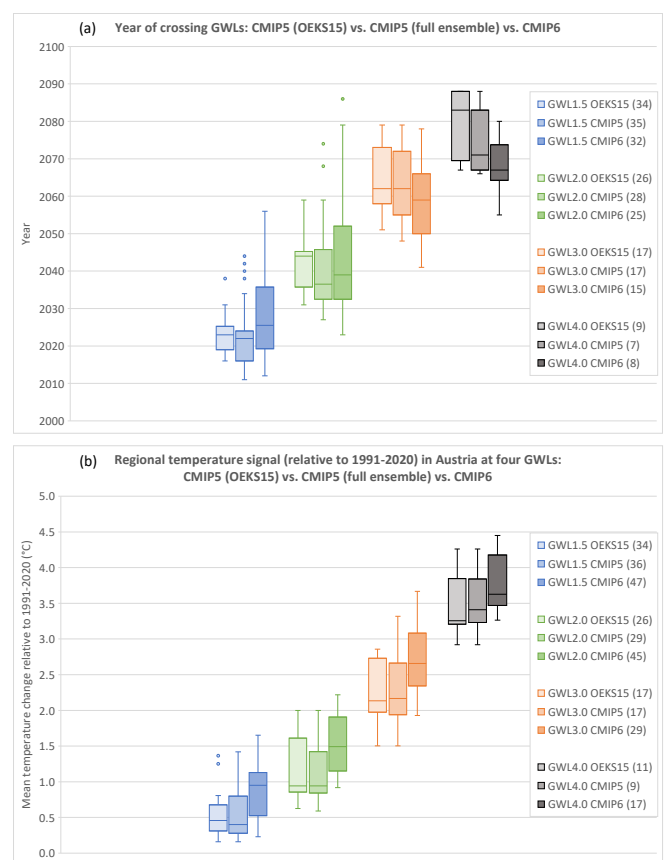 (a) Year of crossing GWLs: CMIP5 (OEKS15) vs. CMIP5 (full ensemble) vs. CMIP6
2100
2090
2080
2070
2060
2050
2040
2030
2020
2010
2000
Year
GWL1.5 OEKS15 (34)
GWL1.5 CMIP5 (35)
GWL1.5 CMIP6 (32)
GWL2.0 OEKS15 (26)
GWL2.0 CMIP5 (28)
GWL2.0 CMIP6 (25)
GWL3.0 OEKS15 (17)
GWL3.0 CMIP5 (17)
GWL3.0 CMIP6 (15)
GWL4.0 OEKS15 (9)
GWL4.0 CMIP5 (7)
GWL4.0 CMIP6 (8)
(b) Regional temperature signal (relative to 1991-2020) in Austria at four GWLs:
CMIP5 (OEKS15) vs. CMIP5 (full ensemble) vs. CMIP6
5.0
4.5
4.0
3.5
3.0
2.5
2.0
1.5
1.0
0.5
0.0
Mean temperature change relative to 1991-2020 (°C)
GWL1.5 OEKS15 (34)
GWL1.5 CMIP5 (36)
GWL1.5 CMIP6 (47)
GWL2.0 OEKS15 (26)
GWL2.0 CMIP5 (29)
GWL2.0 CMIP6 (45)
GWL3.0 OEKS15 (17)
GWL3.0 CMIP5 (17)
GWL3.0 CMIP6 (29)
GWL4.0 OEKS15 (11)
GWL4.0 CMIP5 (9)
GWL4.0 CMIP6 (17)